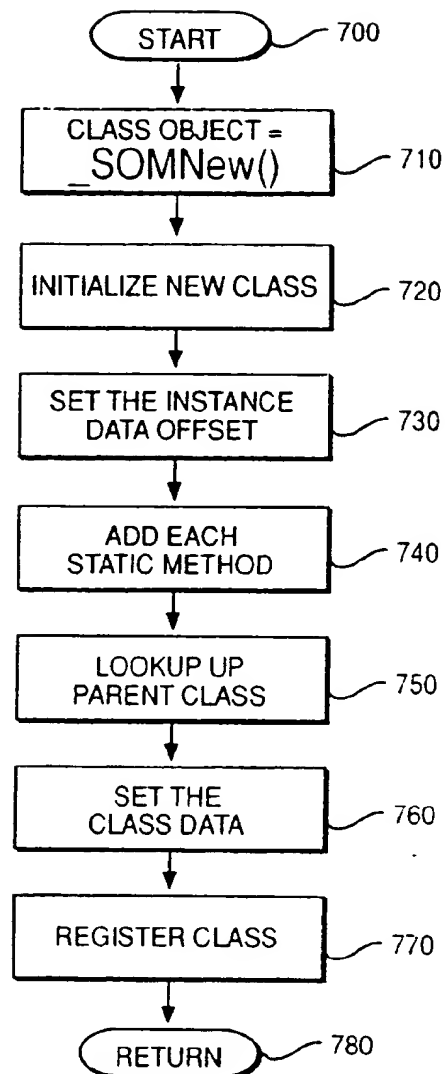 START
700
CLASS OBJECT =
_SOMNew()
710
INITIALIZE NEW CLASS
720
SET THE INSTANCE
DATA OFFSET
730
ADD EACH
STATIC METHOD
740
LOOKUP UP
PARENT CLASS
750
SET THE
CLASS DATA
760
REGISTER CLASS
770
RETURN
780